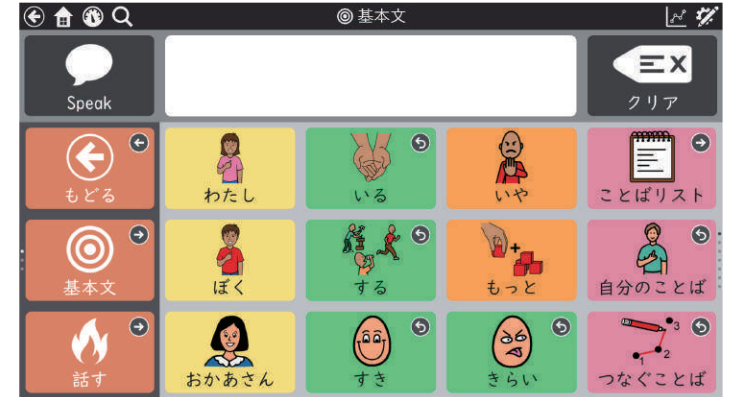 基本文
Speak
クリア
もどる
わたし
いる
いや
ことばリスト
基本文
ぼく
する
もっと
自分のことば
話す
おかあさん
すき
きらい
1
2
3
つなぐことば